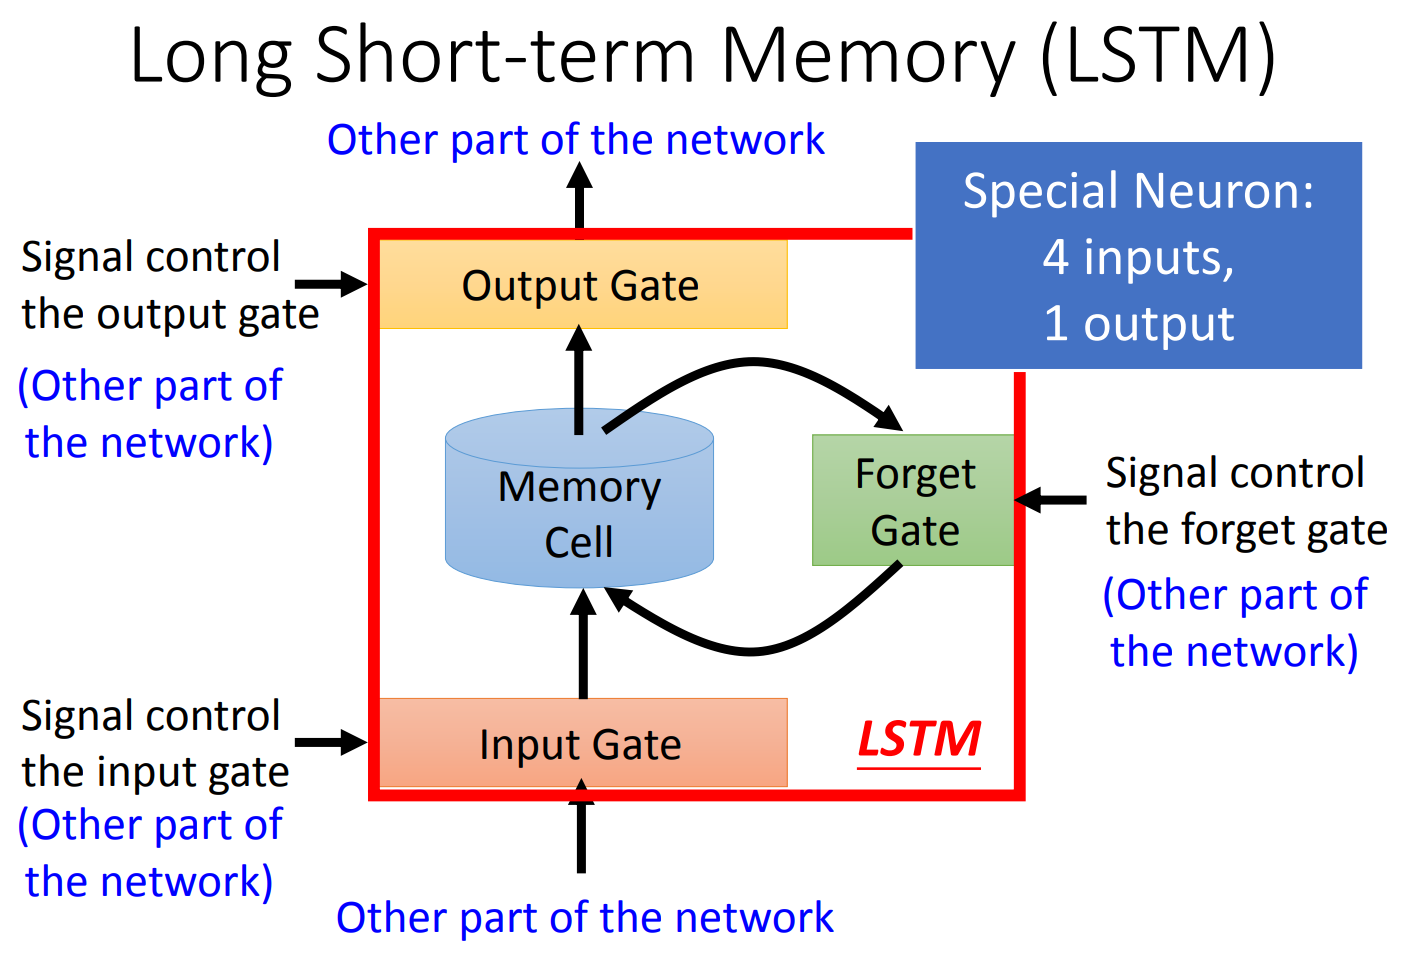 Long Short-term Memory (LSTM)
Other part of the network
Special Neuron:
4 inputs,
1 output
Signal control
the output gate
(Other part of
the network)
Output Gate
Memory
Cell
Forget
Gate
Signal control
the forget gate
(Other part of
the network)
Signal control
the input gate
(Other part of
the network)
Input Gate
LSTM
Other part of the network